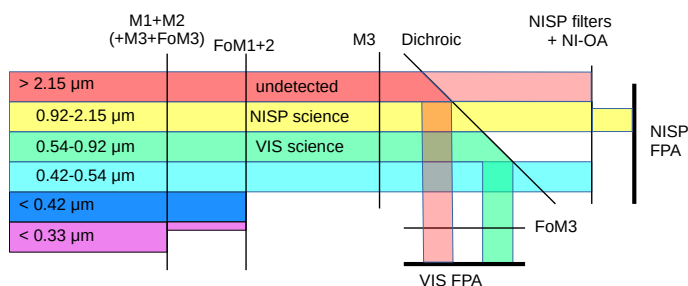 M1+M2
(+M3+FoM3)
FoM1+2
M3
Dichroic
NISP filters
+ NI-OA
> 2.15 μm
undetected
0.92-2.15 μm
NISP science
NISP
FPA
0.54-0.92 μm
VIS science
0.42-0.54 μm
< 0.42 μm
FoM3
< 0.33 μm
VIS FPA